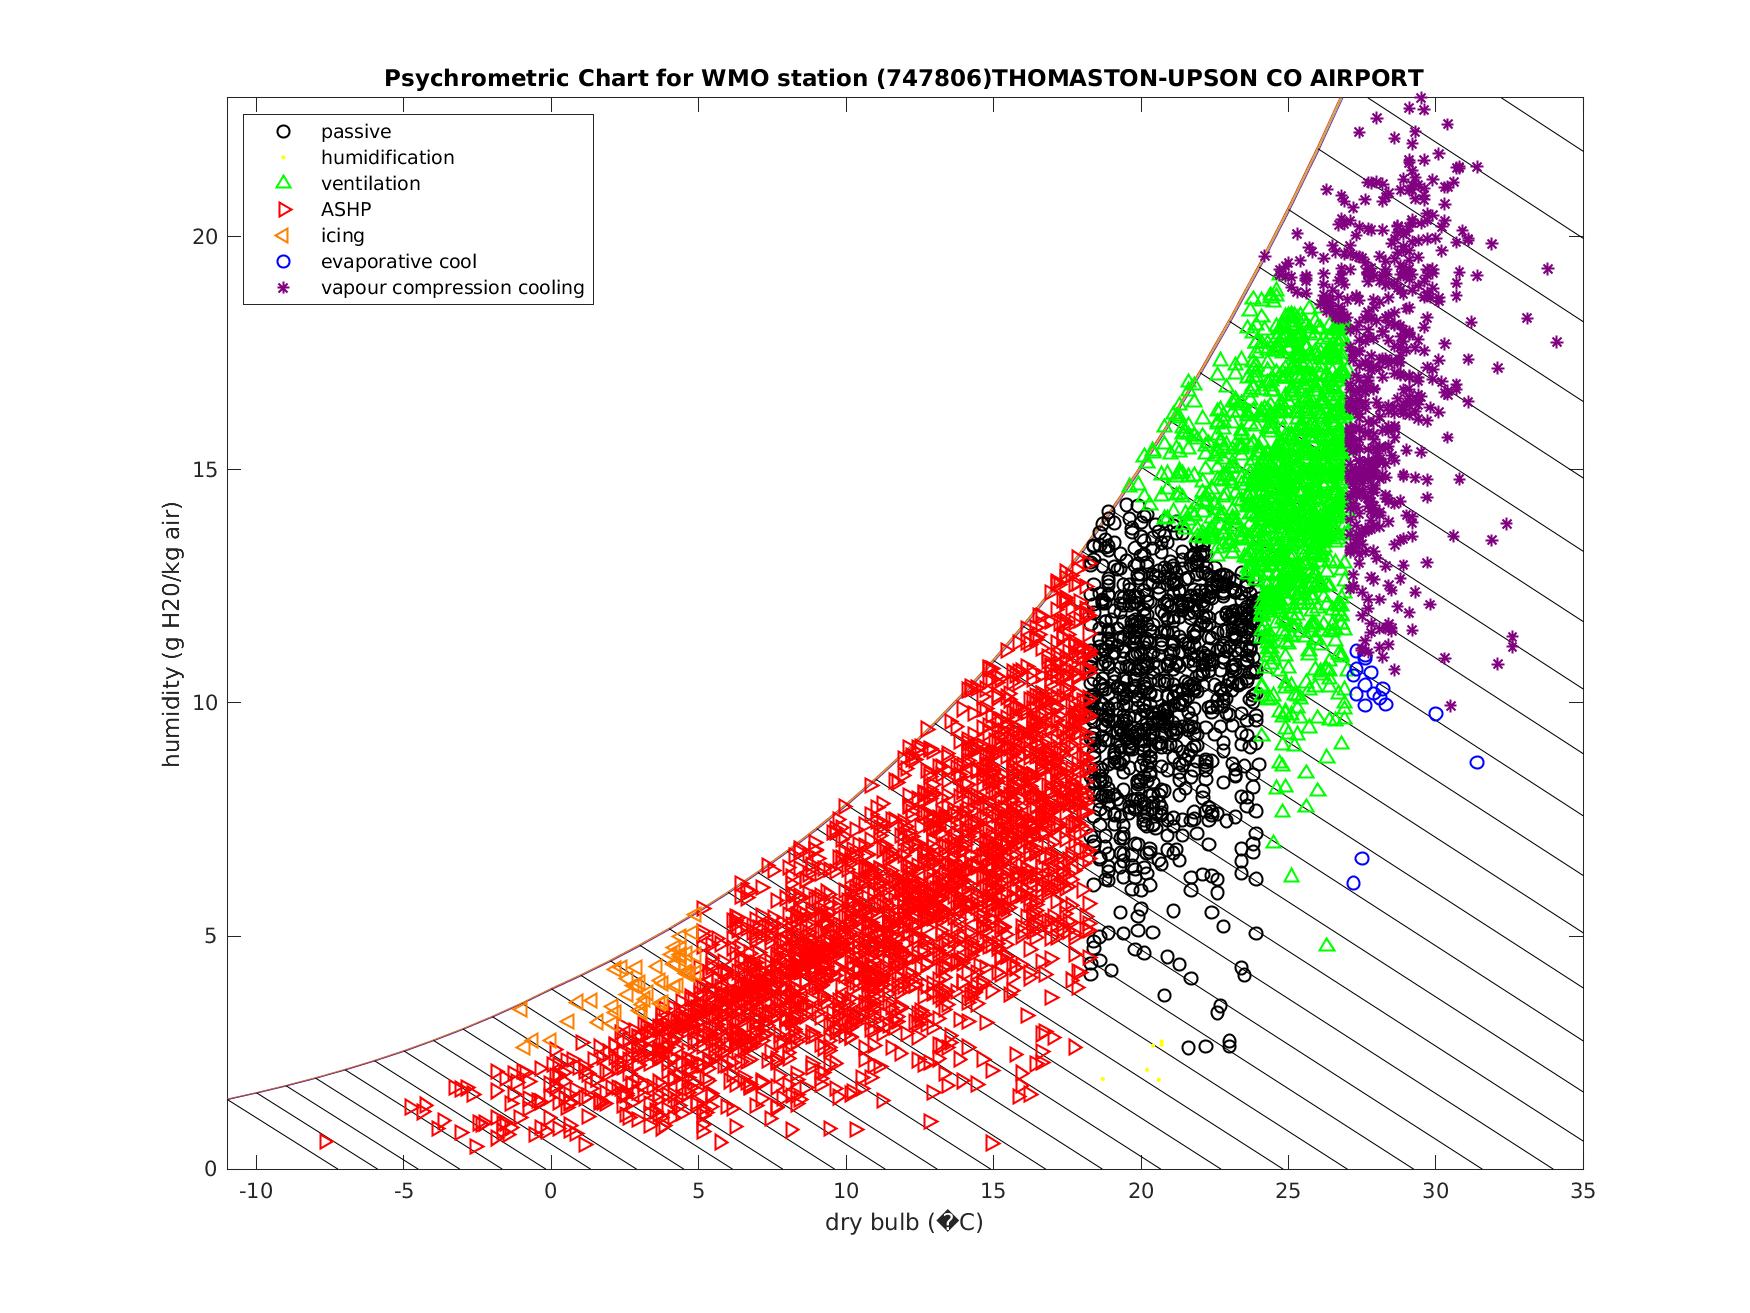 Psychrometric Chart for WMO station (747806)THOMASTON-UPSON CO AIRPORT
passive
humidification
ventilation
ASHP
icing
evaporative cool
vapour compression cooling
humidity (g H20/kg air)
20
15
10
5
0
-10 -5 0 5 10 15 20 25 30 35
dry bulb (�C)